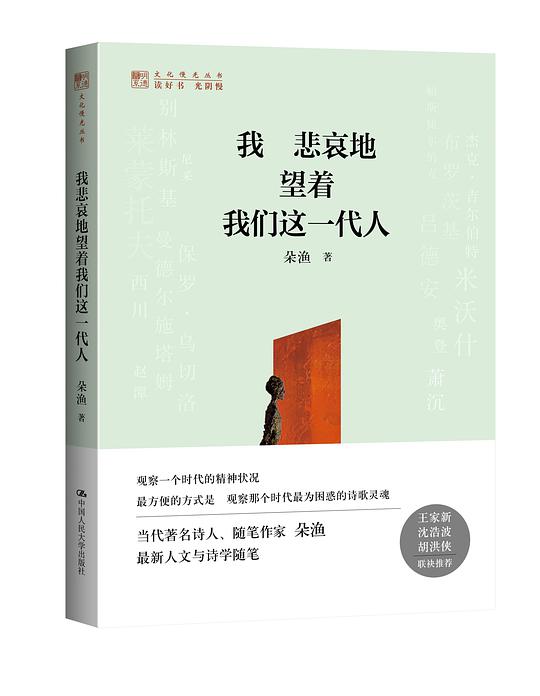 文化慢光丛书
读好书 光阴慢
我 悲哀地
望着
我们这一代人
朵渔 著
别林斯基
尼采
莱蒙托夫
曼德尔施塔姆
保罗·乌切洛
西川
赵潭
布罗茨基
杰克·吉尔伯特
吕德安
米沃什
奥登
萧沉
观察一个时代的精神状况
最方便的方式是 观察那个时代最为困惑的诗歌灵魂
当代著名诗人、随笔作家 朵渔
最新人文与诗学随笔
王家新
沈浩波
胡洪侠
联袂推荐
文化慢光丛书
我悲哀地望着我们这一代人
朵渔 著
中国人民大学出版社